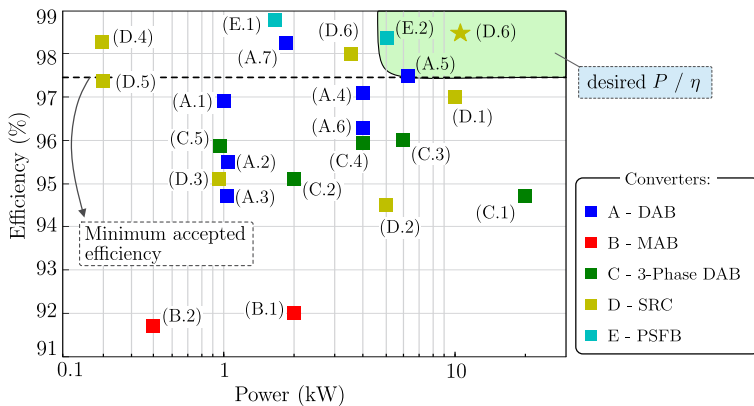 99
98
97
96
95
94
93
92
91
Efficiency (%)
0.1
1
10
Power (kW)
(D.4)
(D.5)
(E.1)
(A.7)
(D.6)
(E.2)
(D.6)
(A.5)
desired P / η
(A.1)
(A.4)
(D.1)
(A.6)
(C.5)
(C.4)
(C.3)
(A.2)
(D.3)
(A.3)
(C.2)
(D.2)
(C.1)
Minimum accepted
efficiency
(B.2)
(B.1)
Converters:
A - DAB
B - MAB
C - 3-Phase DAB
D - SRC
E - PSFB